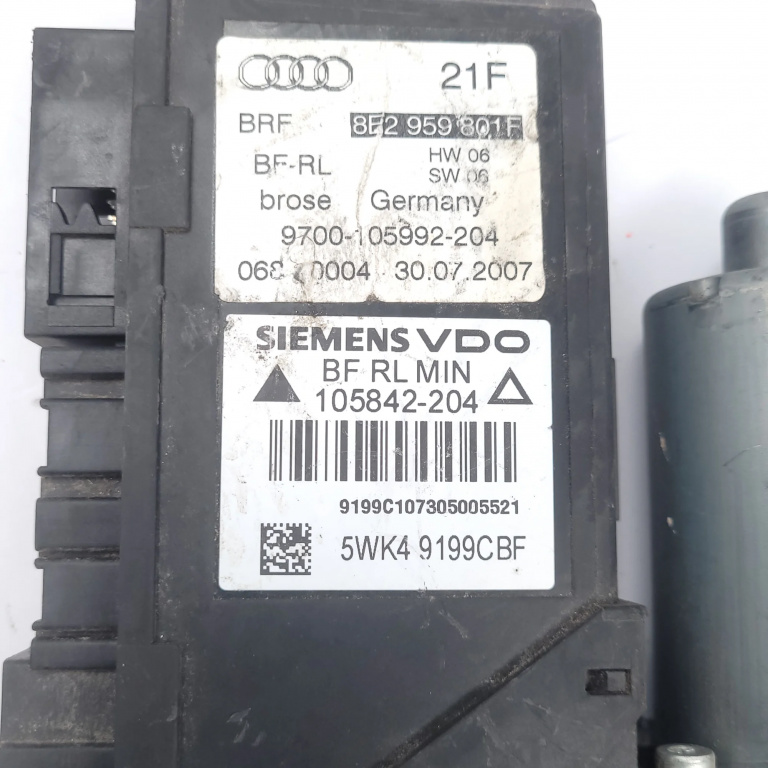 21F
BRF 8E2 959 801F
BF-RL HW 06
SW 06
brose Germany
9700-105992-204
30.07.2007
SIEMENS VDO
BF RL MIN
105842-204
9199C107305005521
5WK4 9199CBF